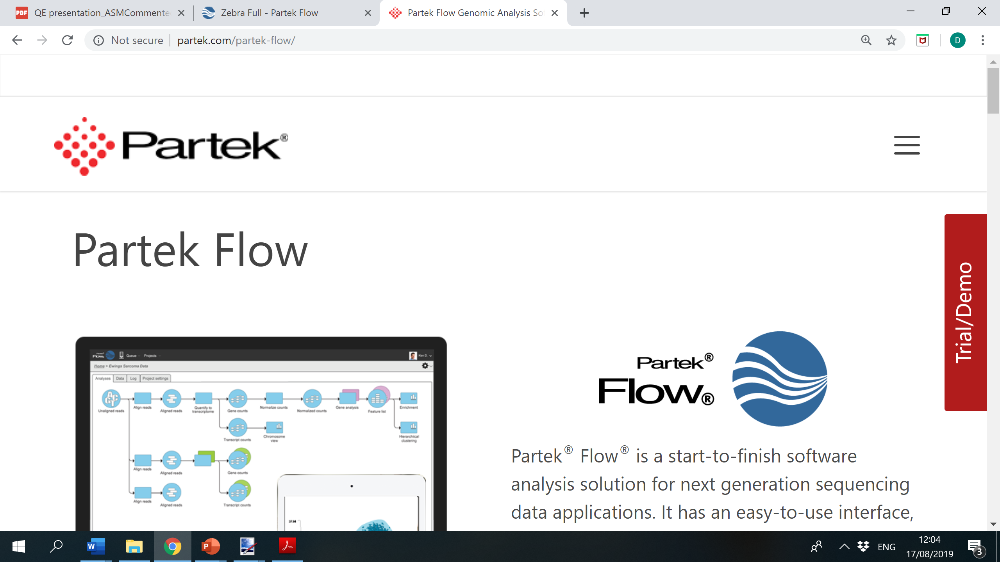 PDF QE presentation_ASMCommente
Zebra Full - Partek Flow
Partek Flow Genomic Analysis So
Not secure
partek.com/partek-flow/
D
Partek®
Partek Flow
Trial/Demo
Partek® Flow®
Queue Projects
Ken D.
Home > Ewings Sarcoma Data
Analyses Data Log Project settings
Unaligned reads
Align reads
Aligned reads
Quantify to
transcriptome
Gene counts
Normalize counts
Normalized counts
Gene analysis
Feature list
Enrichment
Transcript counts
Chromosome
view
Hierarchical
clustering
Align reads
Aligned reads
Gene counts
Align reads
Aligned reads
Transcript counts
37.84
Partek® Flow® is a start-to-finish software
analysis solution for next generation sequencing
data applications. It has an easy-to-use interface,
ENG
12:04
17/08/2019
3